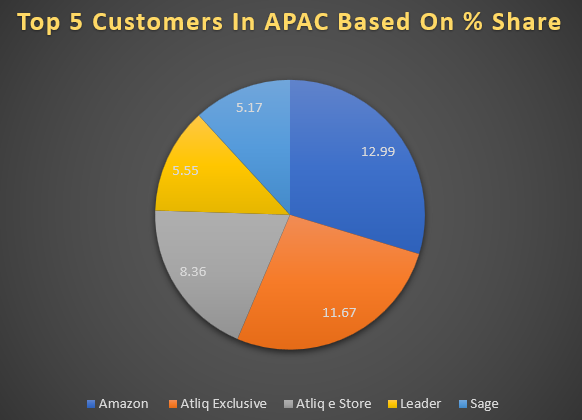 Top 5 Customers In APAC Based On % Share
5.17
12.99
5.55
8.36
11.67
Amazon Atliq Exclusive Atliq e Store Leader Sage